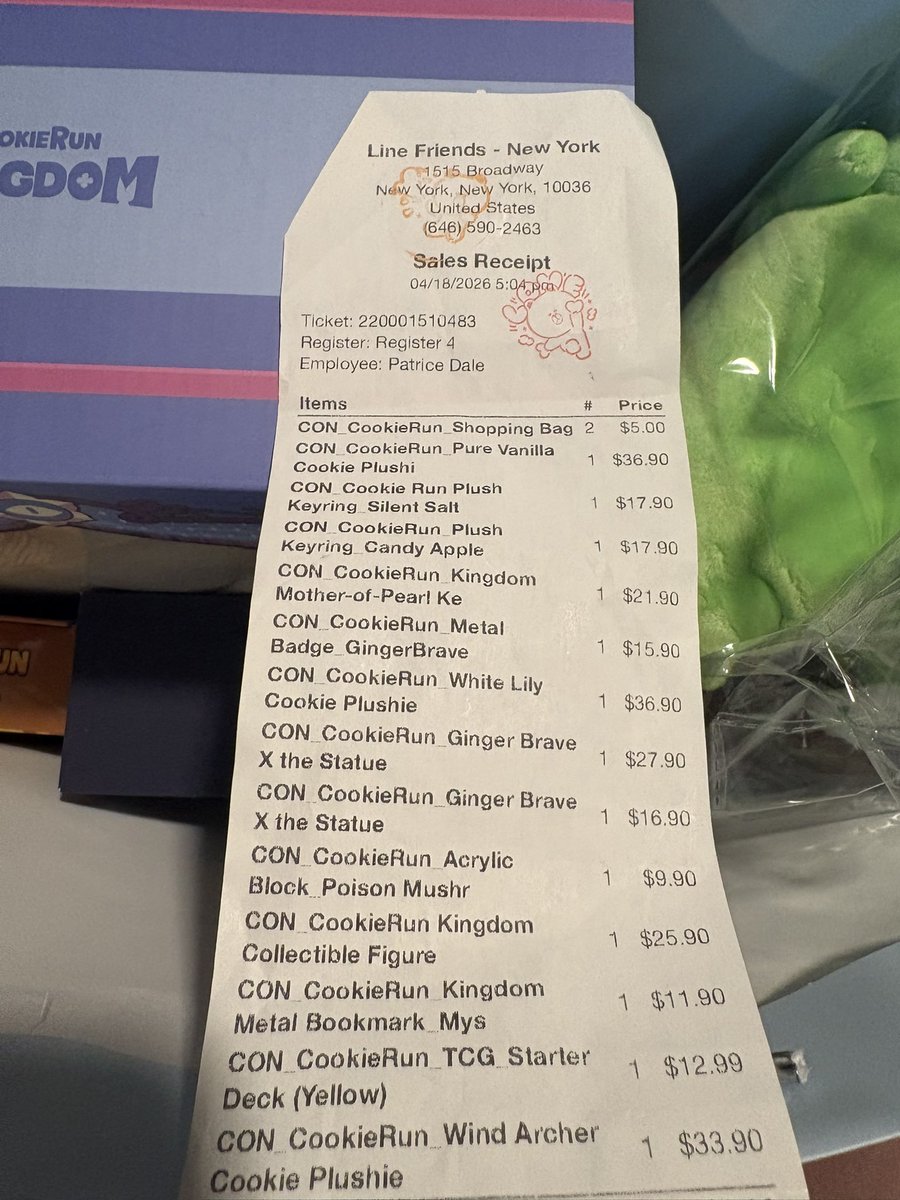 OKIERUN
GDOM
UN
Line Friends - New York
1515 Broadway
New York, New York, 10036
United States
(646) 590-2463
Sales Receipt
04/18/2026 5:04 pm
Ticket: 220001510483
Register: Register 4
Employee: Patrice Dale
Items # Price
CON_CookieRun_Shopping Bag 2 $5.00
CON_CookieRun_Pure Vanilla
Cookie Plushi 1 $36.90
CON_Cookie Run Plush
Keyring_Silent Salt 1 $17.90
CON_CookieRun_Plush
Keyring_Candy Apple 1 $17.90
CON_CookieRun_Kingdom
Mother-of-Pearl Ke 1 $21.90
CON_CookieRun_Metal
Badge_GingerBrave 1 $15.90
CON_CookieRun_White Lily
Cookie Plushie 1 $36.90
CON_CookieRun_Ginger Brave
X the Statue 1 $27.90
CON_CookieRun_Ginger Brave
X the Statue 1 $16.90
CON_CookieRun_Acrylic
Block_Poison Mushr 1 $9.90
CON_CookieRun Kingdom
Collectible Figure 1 $25.90
CON_CookieRun_Kingdom
Metal Bookmark_Mys 1 $11.90
CON_CookieRun_TCG_Starter
Deck (Yellow) 1 $12.99
CON_CookieRun_Wind Archer
Cookie Plushie 1 $33.90